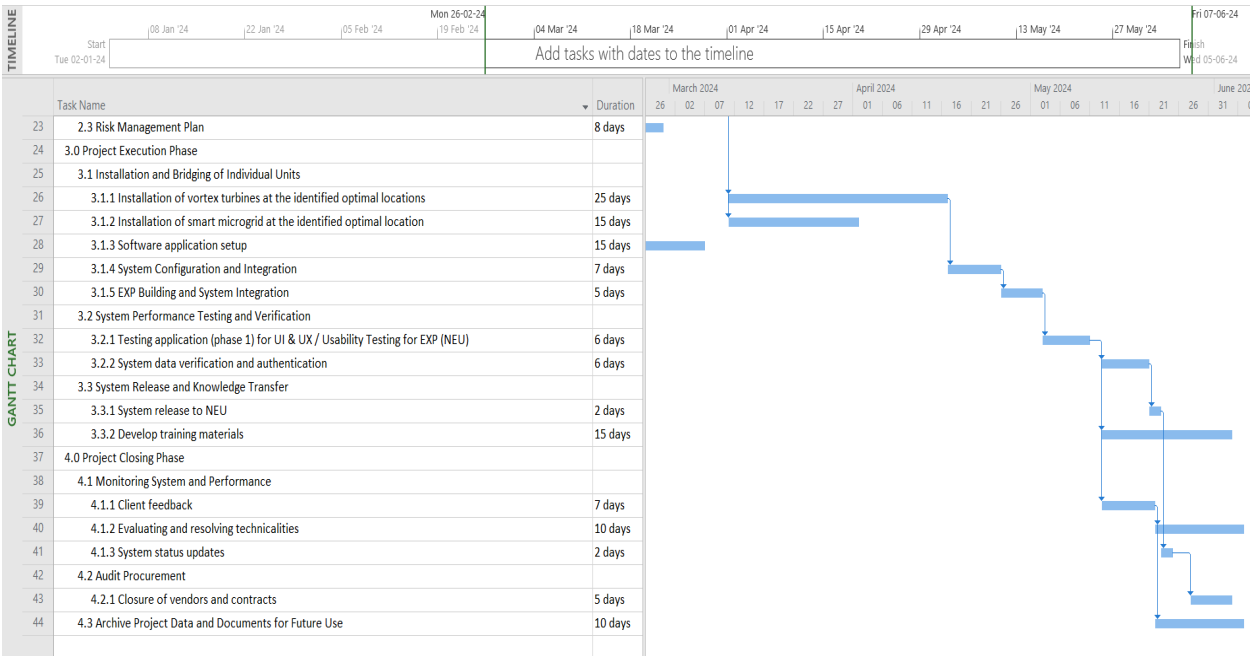 TIMELINE
Mon 26-02-24
Fri 07-06-24
08 Jan '24 22 Jan '24 05 Feb '24 19 Feb '24 04 Mar '24 18 Mar '24 01 Apr '24 15 Apr '24 29 Apr '24 13 May '24 27 May '24
Start
Tue 02-01-24
Add tasks with dates to the timeline
Finish
Wed 05-06-24
GANTT CHART
March 2024 April 2024 May 2024 June 202
Task Name Duration 26 02 07 12 17 22 27 01 06 11 16 21 26 01 06 11 16 21 26 31
23 2.3 Risk Management Plan 8 days
24 3.0 Project Execution Phase
25 3.1 Installation and Bridging of Individual Units
26 3.1.1 Installation of vortex turbines at the identified optimal locations 25 days
27 3.1.2 Installation of smart microgrid at the identified optimal location 15 days
28 3.1.3 Software application setup 15 days
29 3.1.4 System Configuration and Integration 7 days
30 3.1.5 EXP Building and System Integration 5 days
31 3.2 System Performance Testing and Verification
32 3.2.1 Testing application (phase 1) for UI & UX / Usability Testing for EXP (NEU) 6 days
33 3.2.2 System data verification and authentication 6 days
34 3.3 System Release and Knowledge Transfer
35 3.3.1 System release to NEU 2 days
36 3.3.2 Develop training materials 15 days
37 4.0 Project Closing Phase
38 4.1 Monitoring System and Performance
39 4.1.1 Client feedback 7 days
40 4.1.2 Evaluating and resolving technicalities 10 days
41 4.1.3 System status updates 2 days
42 4.2 Audit Procurement
43 4.2.1 Closure of vendors and contracts 5 days
44 4.3 Archive Project Data and Documents for Future Use 10 days